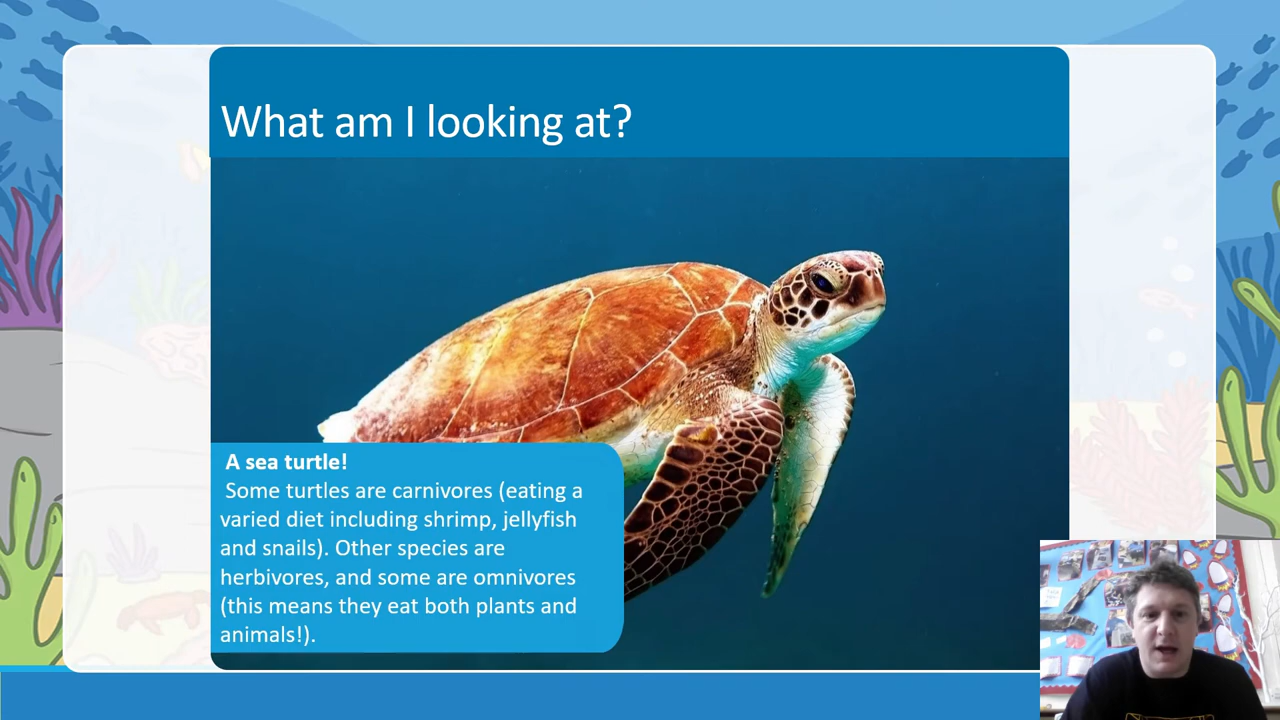 What am I looking at?
A sea turtle!
Some turtles are carnivores (eating a
varied diet including shrimp, jellyfish
and snails). Other species are
herbivores, and some are omnivores
(this means they eat both plants and
animals!).